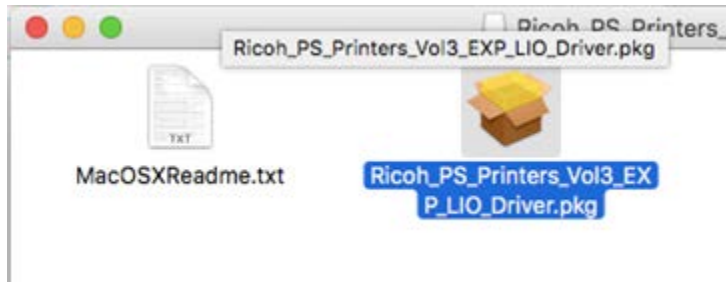 Ricoh_PS_Printers_
Ricoh_PS_Printers_Vol3_EXP_LIO_Driver.pkg
TXT
MacOSXReadme.txt
Ricoh_PS_Printers_Vol3_EX
P_LIO_Driver.pkg